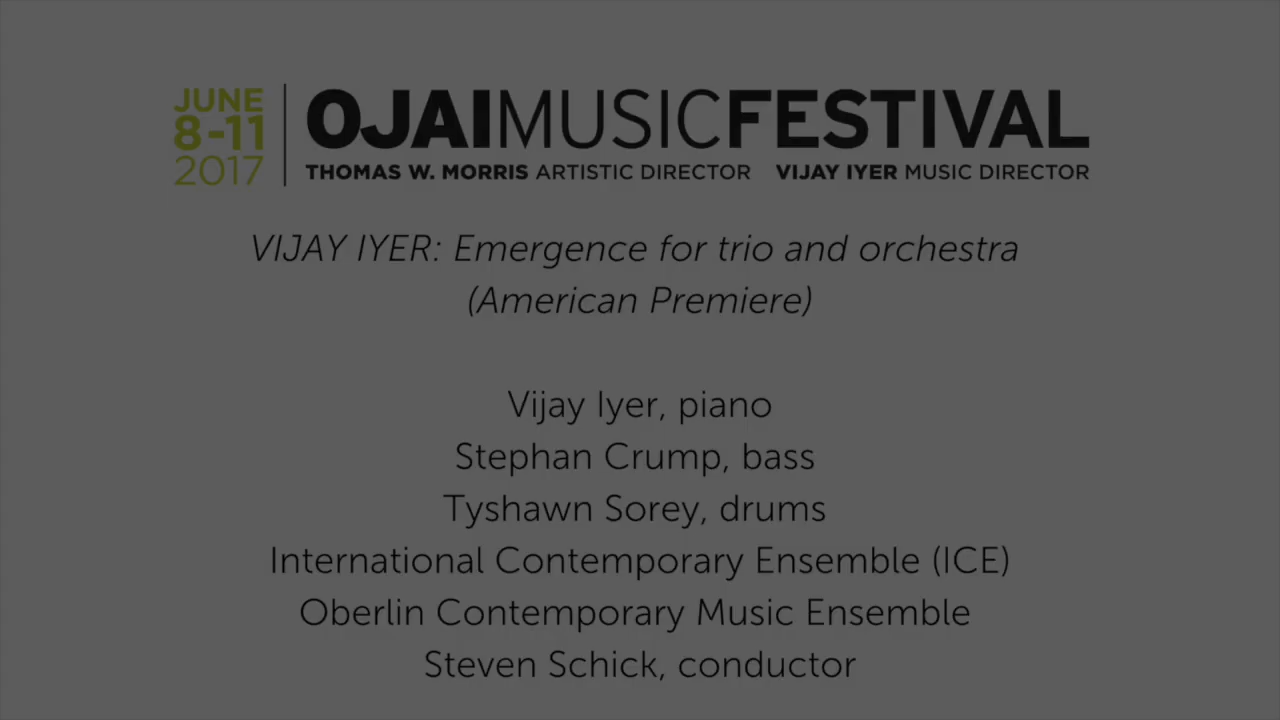 JUNE
8-11
2017
OJAIMUSICFESTIVAL
THOMAS W. MORRIS ARTISTIC DIRECTOR VIJAY IYER MUSIC DIRECTOR
VIJAY IYER: Emergence for trio and orchestra
(American Premiere)
Vijay Iyer, piano
Stephan Crump, bass
Tyshawn Sorey, drums
International Contemporary Ensemble (ICE)
Oberlin Contemporary Music Ensemble
Steven Schick, conductor